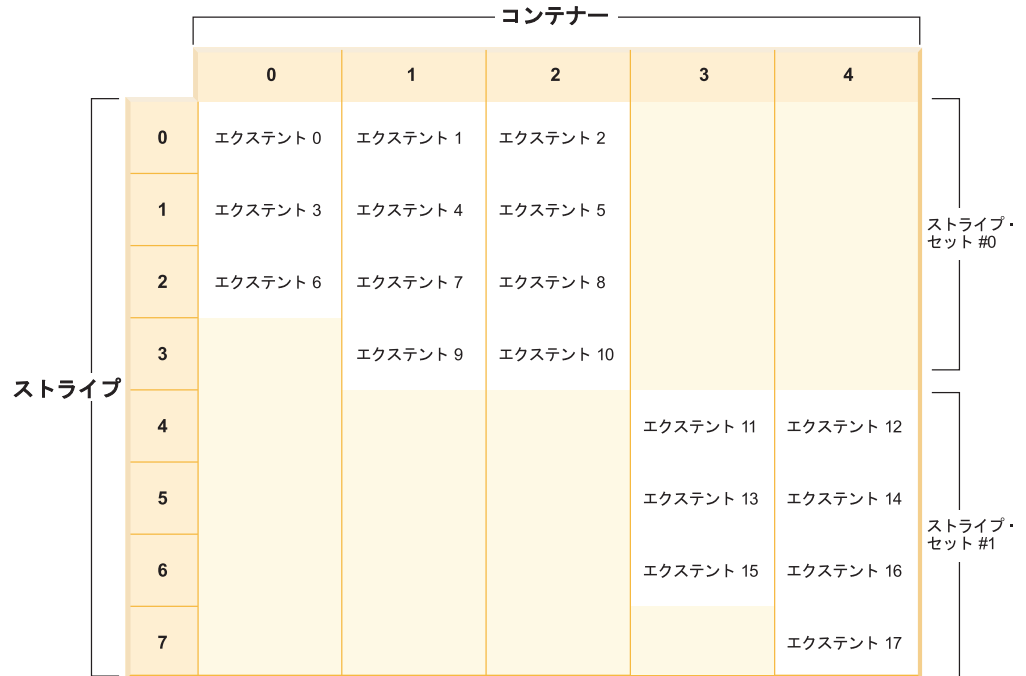 コンテナー
0 1 2 3 4
0 エクステント 0 エクステント 1 エクステント 2
1 エクステント 3 エクステント 4 エクステント 5
2 エクステント 6 エクステント 7 エクステント 8
3 エクステント 9 エクステント 10
4 エクステント 11 エクステント 12
5 エクステント 13 エクステント 14
6 エクステント 15 エクステント 16
7 エクステント 17
ストライプ
ストライプ・
セット #0
ストライプ・
セット #1